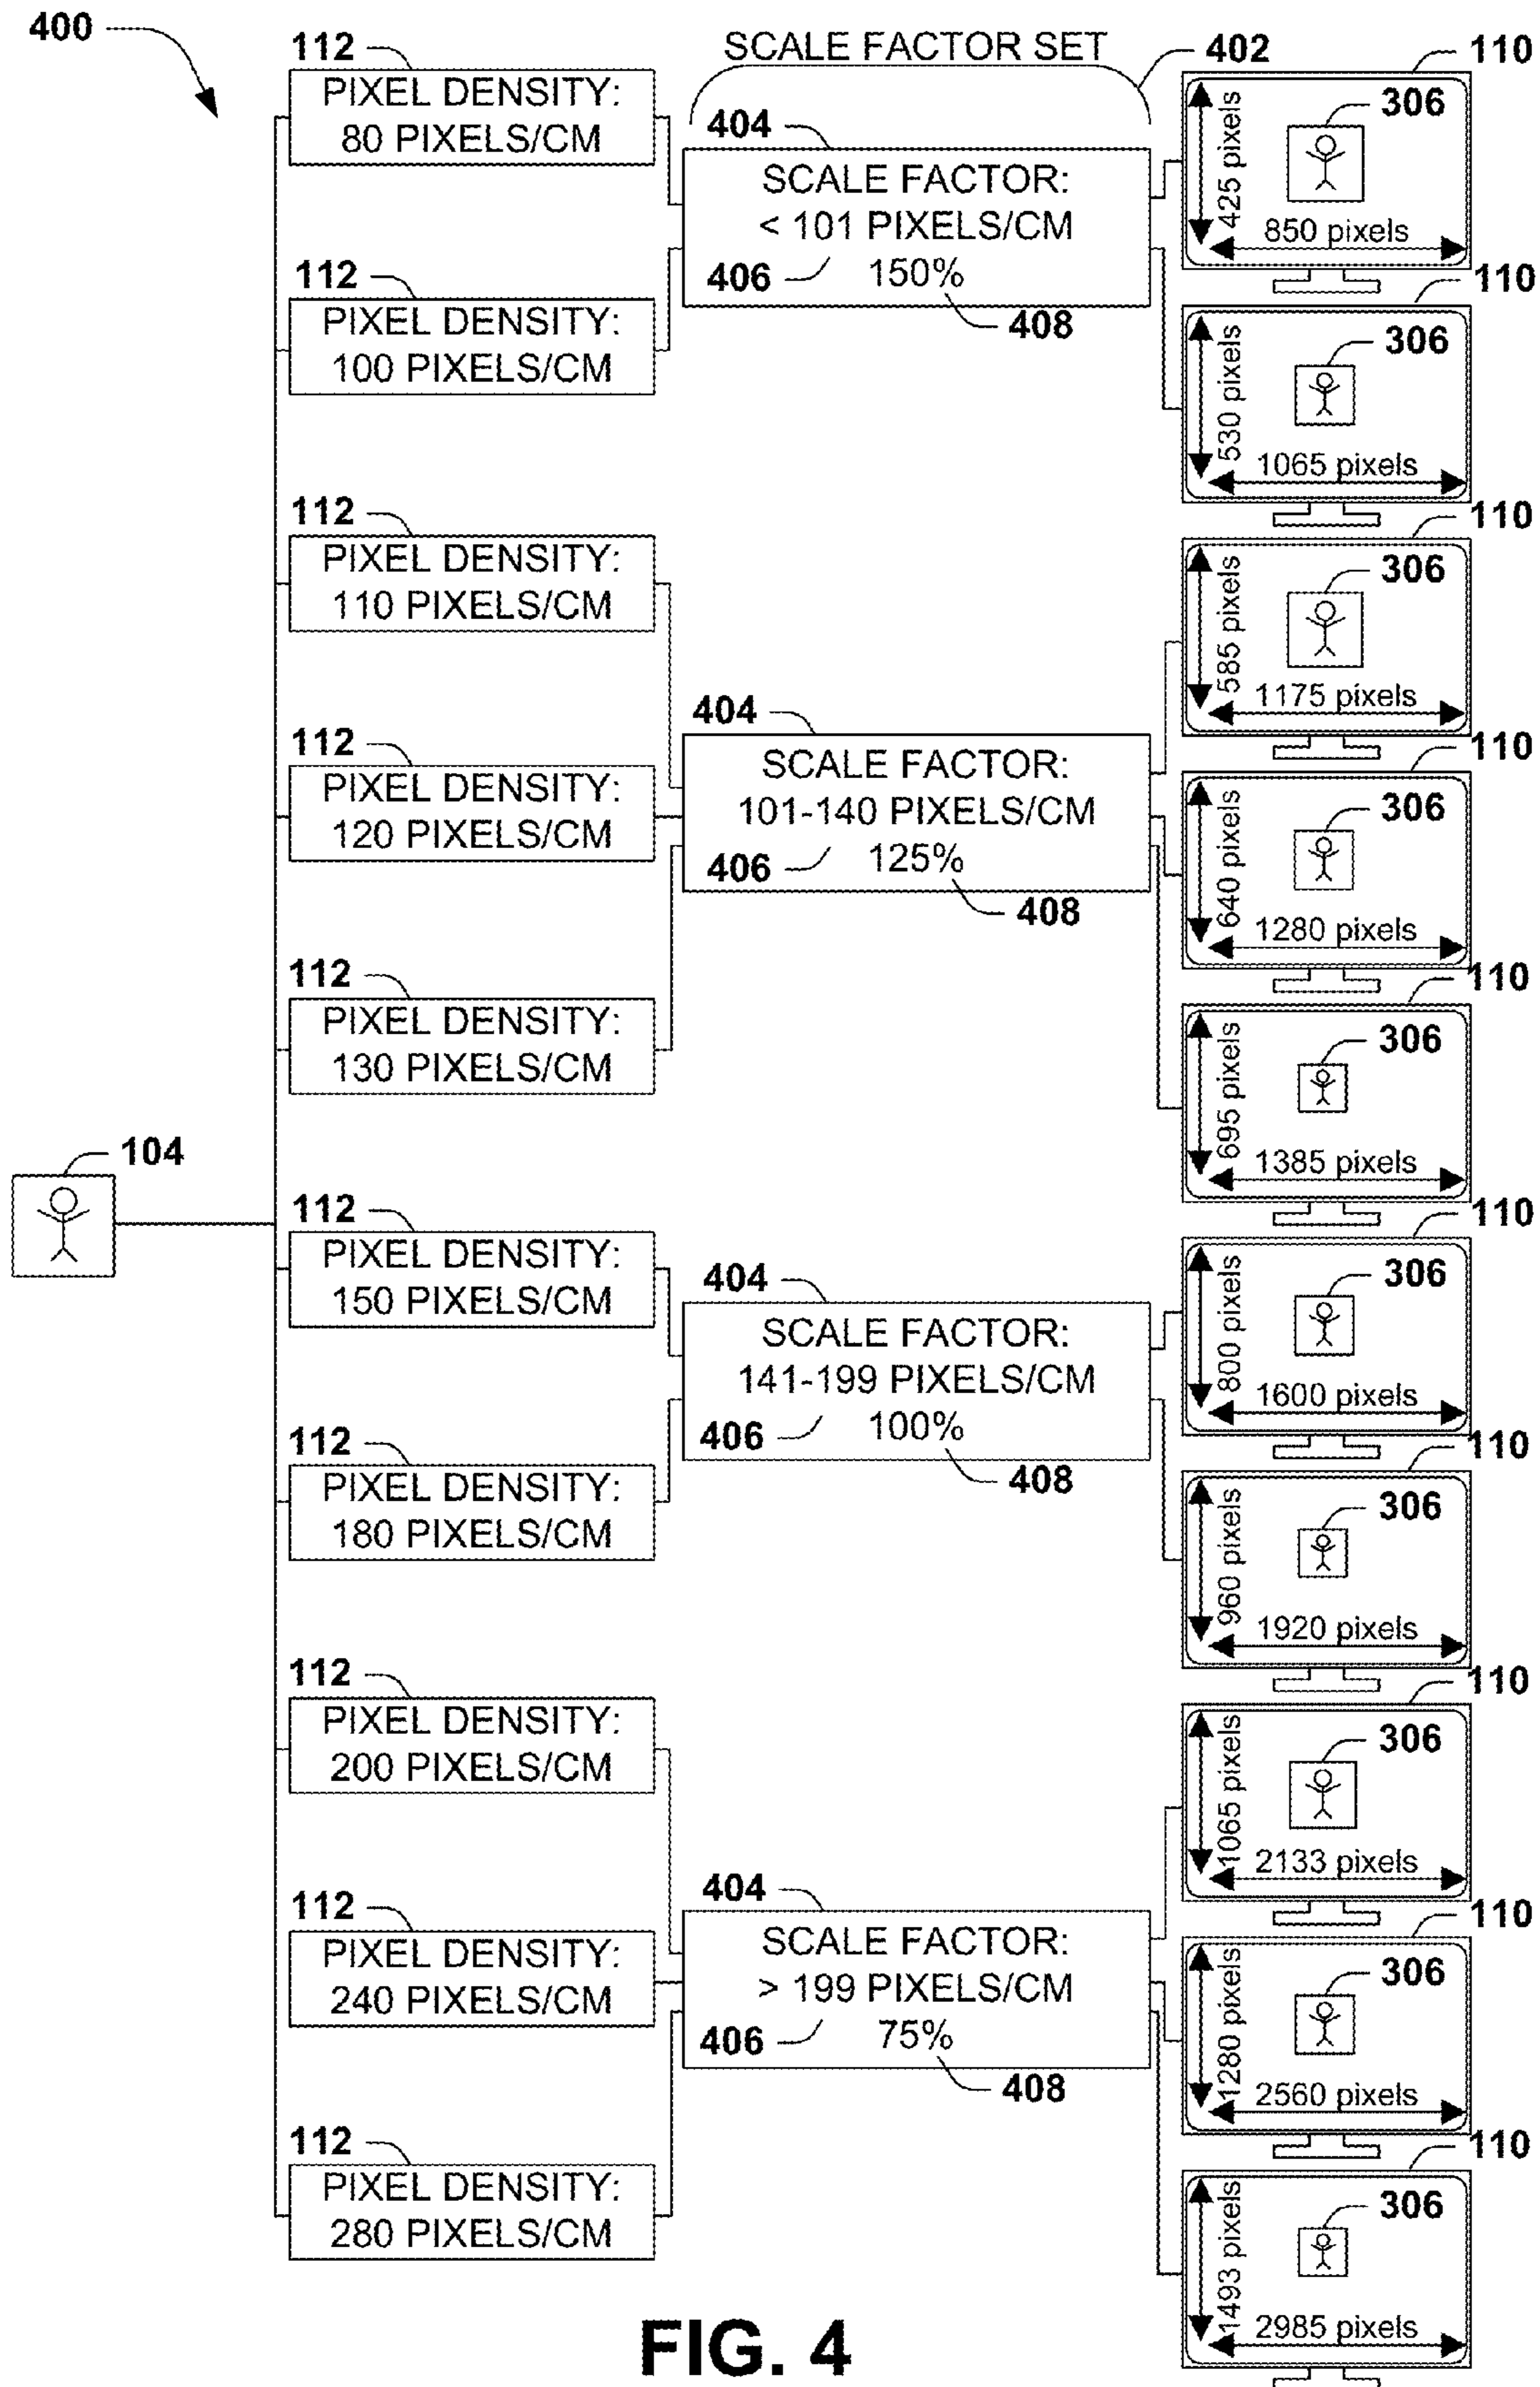 400
112
PIXEL DENSITY:
80 PIXELS/CM
112
PIXEL DENSITY:
100 PIXELS/CM
112
PIXEL DENSITY:
110 PIXELS/CM
112
PIXEL DENSITY:
120 PIXELS/CM
112
PIXEL DENSITY:
130 PIXELS/CM
104
112
PIXEL DENSITY:
150 PIXELS/CM
112
PIXEL DENSITY:
180 PIXELS/CM
112
PIXEL DENSITY:
200 PIXELS/CM
112
PIXEL DENSITY:
240 PIXELS/CM
112
PIXEL DENSITY:
280 PIXELS/CM
SCALE FACTOR SET
402
404
SCALE FACTOR:
< 101 PIXELS/CM
406
150%
408
404
SCALE FACTOR:
101-140 PIXELS/CM
406
125%
408
404
SCALE FACTOR:
141-199 PIXELS/CM
406
100%
408
404
SCALE FACTOR:
> 199 PIXELS/CM
406
75%
408
110
306
425 pixels
850 pixels
110
306
530 pixels
1065 pixels
110
306
585 pixels
1175 pixels
110
306
640 pixels
1280 pixels
110
306
695 pixels
1385 pixels
110
306
800 pixels
1600 pixels
110
306
960 pixels
1920 pixels
110
306
1065 pixels
2133 pixels
110
306
1280 pixels
2560 pixels
110
306
1493 pixels
2985 pixels
FIG. 4